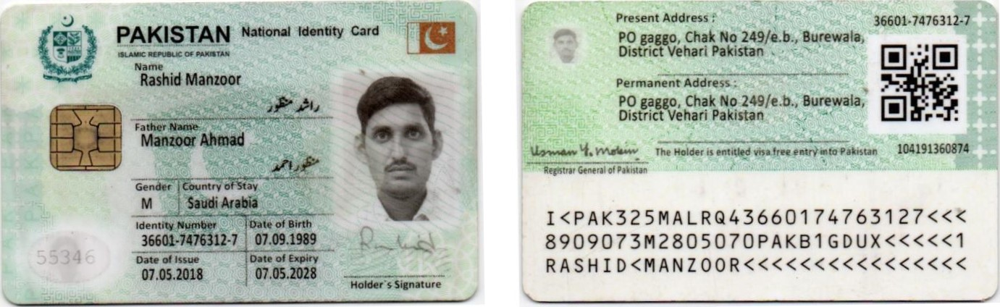 PAKISTAN National Identity Card
ISLAMIC REPUBLIC OF PAKISTAN
Name
Rashid Manzoor
راشد منظور
Father Name
Manzoor Ahmad
منظور احمد
Gender Country of Stay
M Saudi Arabia
Identity Number Date of Birth
36601-7476312-7 07.09.1989
Date of Issue Date of Expiry
07.05.2018 07.05.2028
55346
Holder's Signature
Present Address :
36601-7476312-7
PO gaggo, Chak No 249/e.b., Burewala,
District Vehari Pakistan
Permanent Address :
PO gaggo, Chak No 249/e.b., Burewala,
District Vehari Pakistan
Usman Y. Mobin
The Holder is entitled visa free entry into Pakistan 104191360874
Registrar General of Pakistan
I<PAK325MALRQ43660174763127<<<
8909073M2805070PAKB1GDUX<<<<<1
RASHID<MANZOOR<<<<<<<<<<<<<<<<